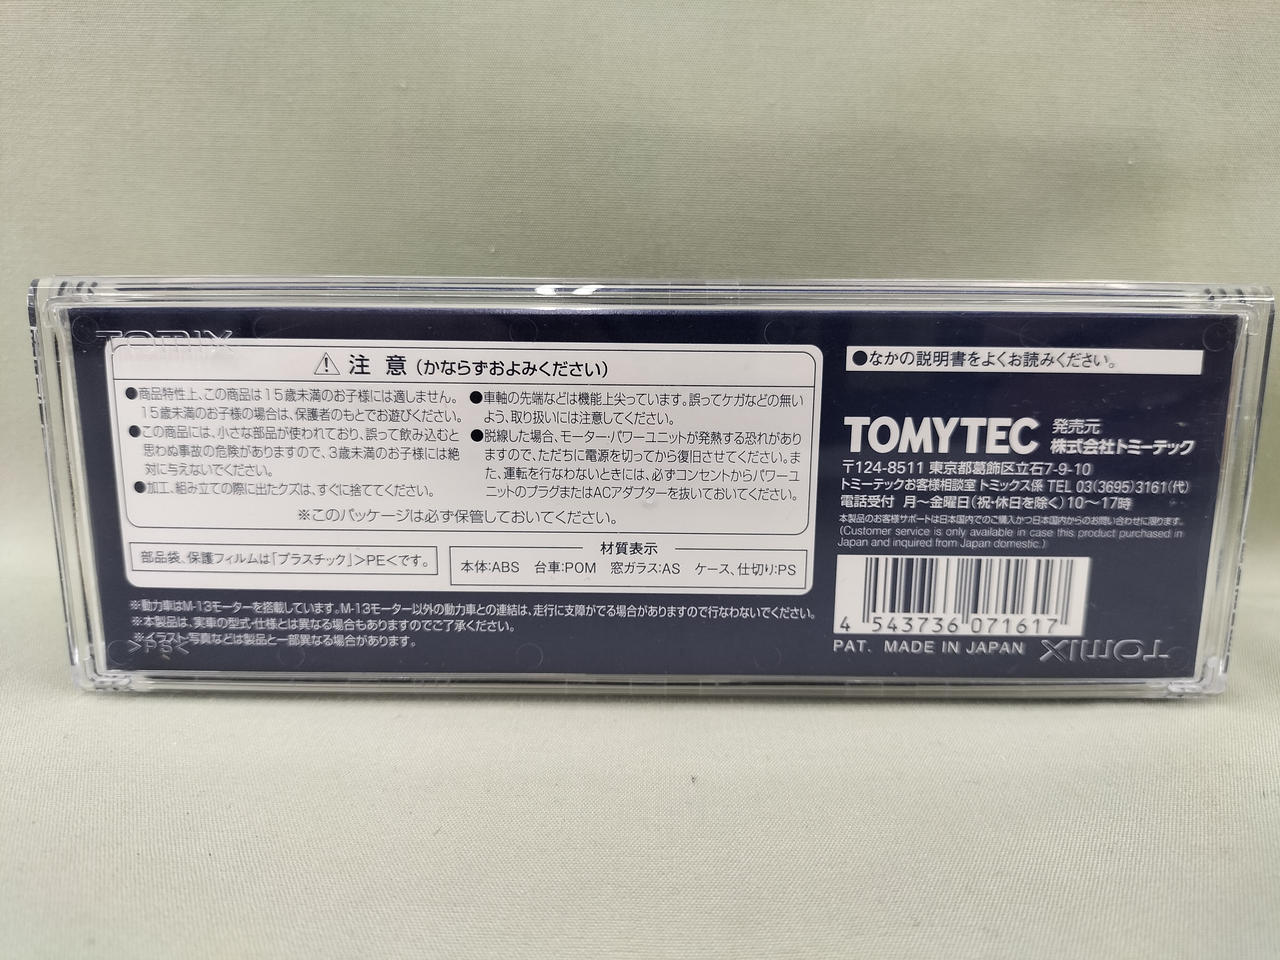 TOMIX
⚠ 注 意 (かならずおよみください)
●商品特性上、この商品は15歳未満のお子様には適しません。
15歳未満のお子様の場合は、保護者のもとでお遊びください。
●この商品には、小さな部品が使われており、誤って飲み込むと
思わぬ事故の危険がありますので、3歳未満のお子様には絶
対に与えないでください。
●加工、組み立ての際に出たクズは、すぐに捨ててください。
●車軸の先端などは機能上尖っています。誤ってケガなどの無い
よう、取り扱いには注意してください。
●脱線した場合、モーター・パワーユニットが発熱する恐れがあり
ますので、ただちに電源を切ってから復旧させてください。ま
た、運転を行なわないときには、必ずコンセントからパワーユ
ニットのプラグまたはACアダプターを抜いておいてください。
※このパッケージは必ず保管しておいてください。
部品袋、保護フィルムは「プラスチック」>PE<です。
材質表示
本体:ABS 台車:POM 窓ガラス:AS ケース、仕切り:PS
※動力車はM-13モーターを搭載しています。M-13モーター以外の動力車との連結は、走行に支障がでる場合がありますので行なわないでください。
※本製品は、実車の型式・仕様とは異なる場合もありますのでご了承ください。
※イラスト・写真などは製品と一部異なる場合があります。
>PS<
●なかの説明書をよくお読みください。
TOMYTEC 発売元
株式会社トミーテック
〒124-8511 東京都葛飾区立石7-9-10
トミーテックお客様相談室 トミックス係 TEL 03(3695)3161(代)
電話受付 月〜金曜日(祝・休日を除く)10〜17時
本製品のお客様サポートは日本国内でのご購入かつ日本国内からのお問い合わせに限ります。
(Customer service is only available in case this product purchased in
Japan and inquired from Japan domestic.)
4 543736 071617
PAT. MADE IN JAPAN
TOMIX